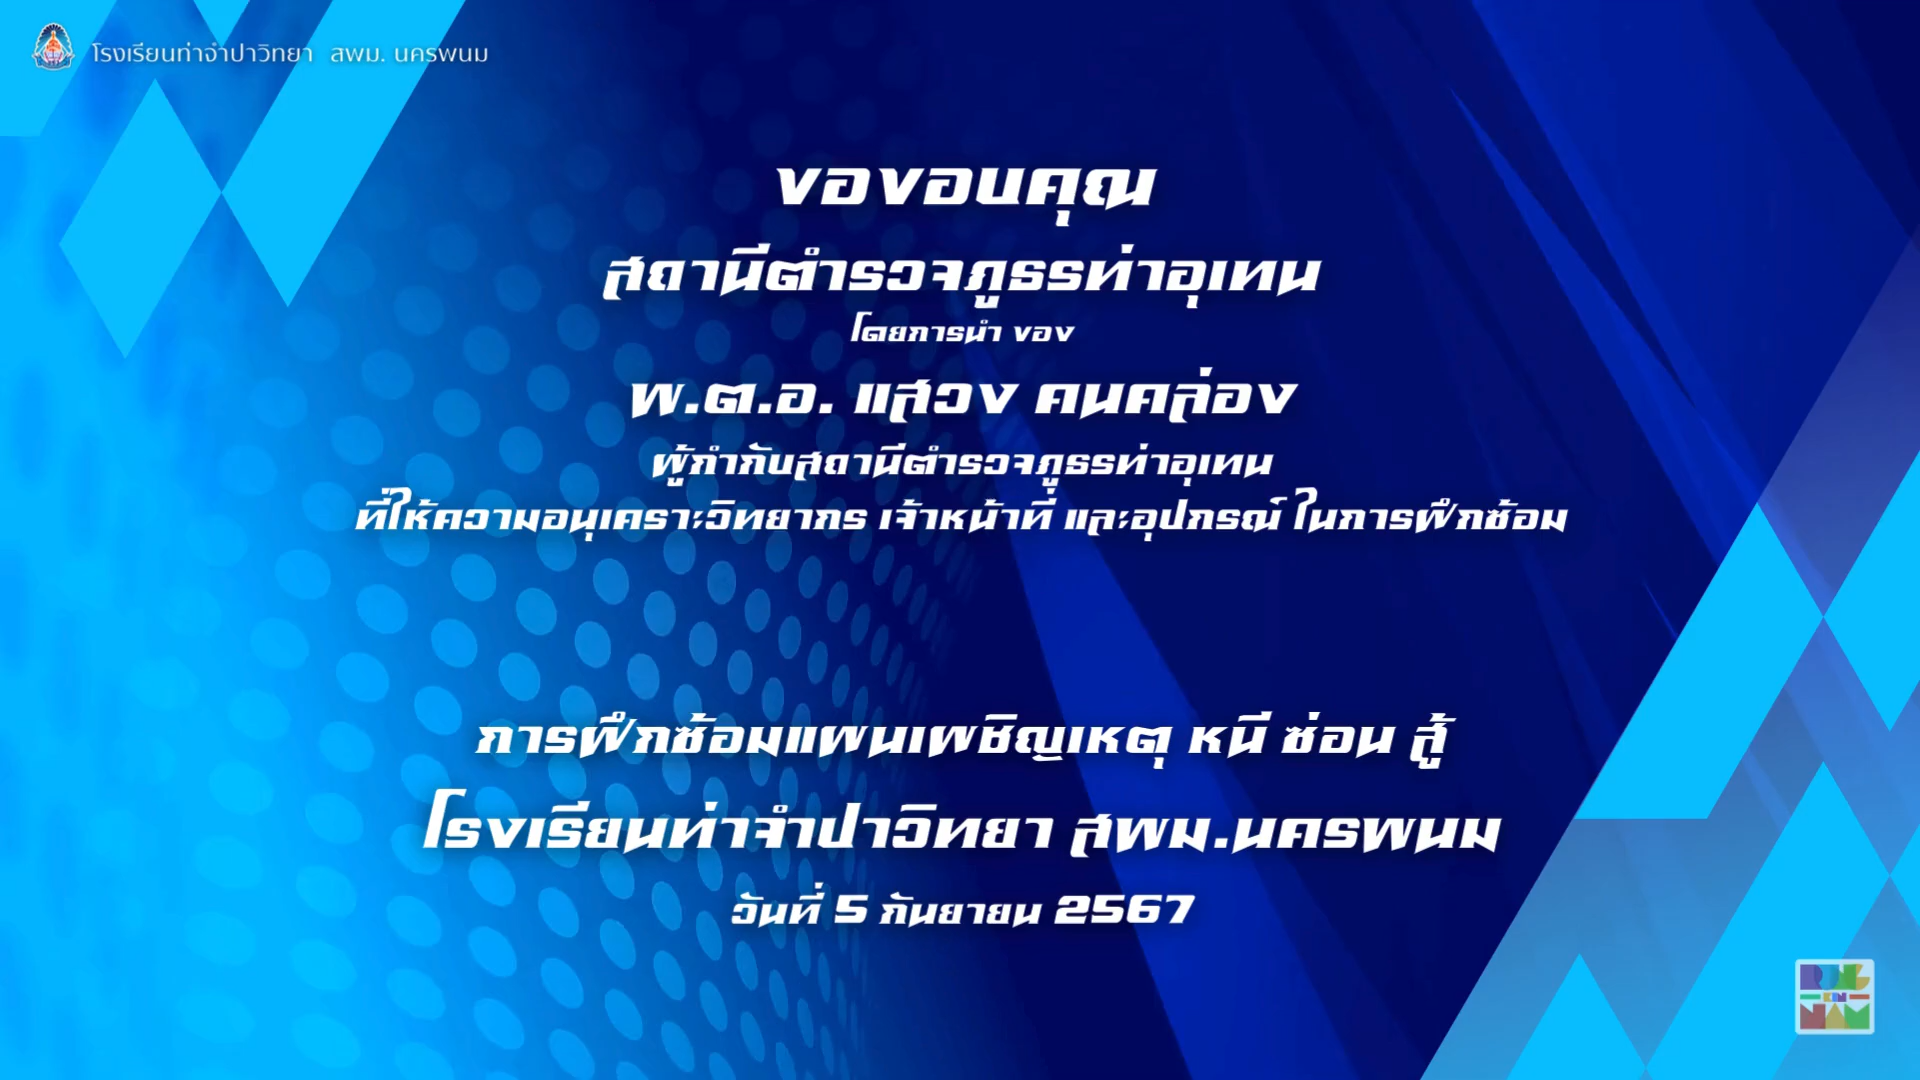 โรงเรียนท่าจำปาวิทยา สพม. นครพนม
ขอขอบคุณ
สถานีตำรวจภูธรท่าอุเทน
โดยการนำ ของ
พ.ต.อ. แสวง คนคล่อง
ผู้กำกับสถานีตำรวจภูธรท่าอุเทน
ที่ให้ความอนุเคราะวิทยากร เจ้าหน้าที่ และอุปกรณ์ ในการฝึกซ้อม
การฝึกซ้อมแผนเผชิญเหตุ หนี ซ่อน สู้
โรงเรียนท่าจำปาวิทยา สพม.นครพนม
วันที่ 5 กันยายน 2567